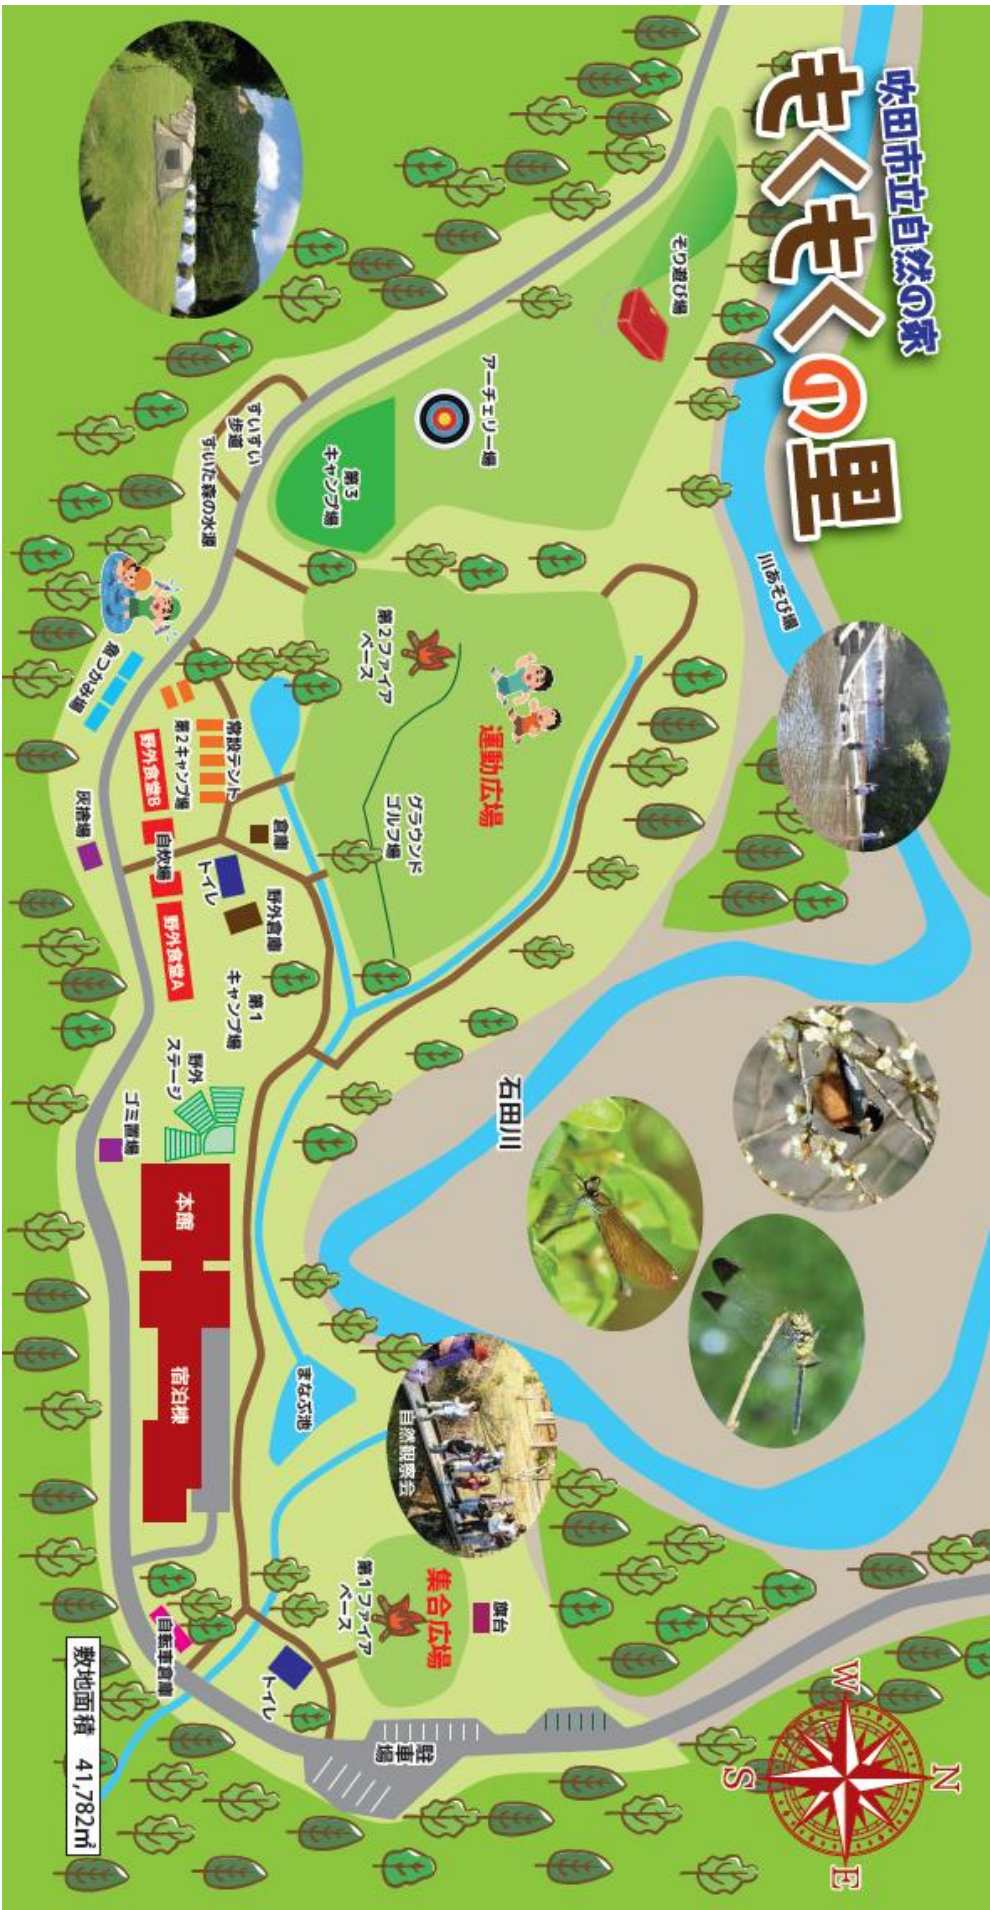 吹田市立自然の家
もくもくの里
そり遊び場
アーチェリー場
第3
キャンプ場
すいすい
歩道
すいた森の水源
川あそび場
第2ファイア
ベース
運動広場
グラウンド
ゴルフ場
魚つかみ場
常設テント
第2キャンプ場
野外食堂B
灰捨場
自炊場
倉庫
トイレ
野外倉庫
野外食堂A
第1
キャンプ場
野外
ステージ
ゴミ置場
石田川
本館
宿泊棟
まなぶ池
自然観察会
集合広場
旗台
第1ファイア
ベース
自転車倉庫
トイレ
駐車場
敷地面積 41,782㎡
N
W
E
S